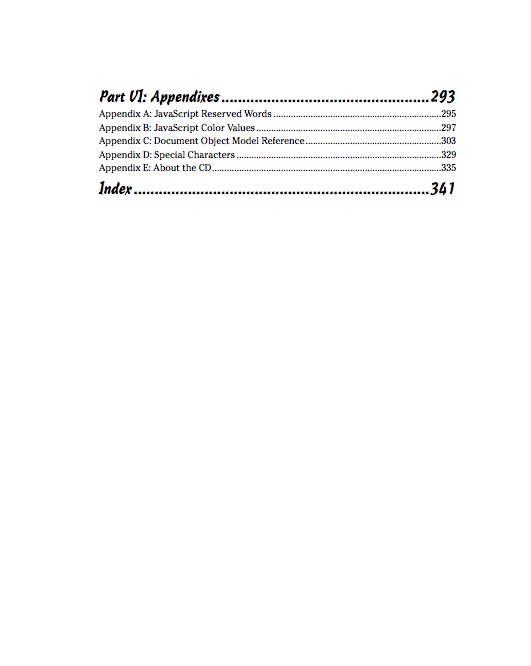 Part VI: Appendixes................................................293
Appendix A: JavaScript Reserved Words........................................................................295
Appendix B: JavaScript Color Values...............................................................................297
Appendix C: Document Object Model Reference..........................................................303
Appendix D: Special Characters........................................................................................329
Appendix E: About the CD..................................................................................................335
Index....................................................................341